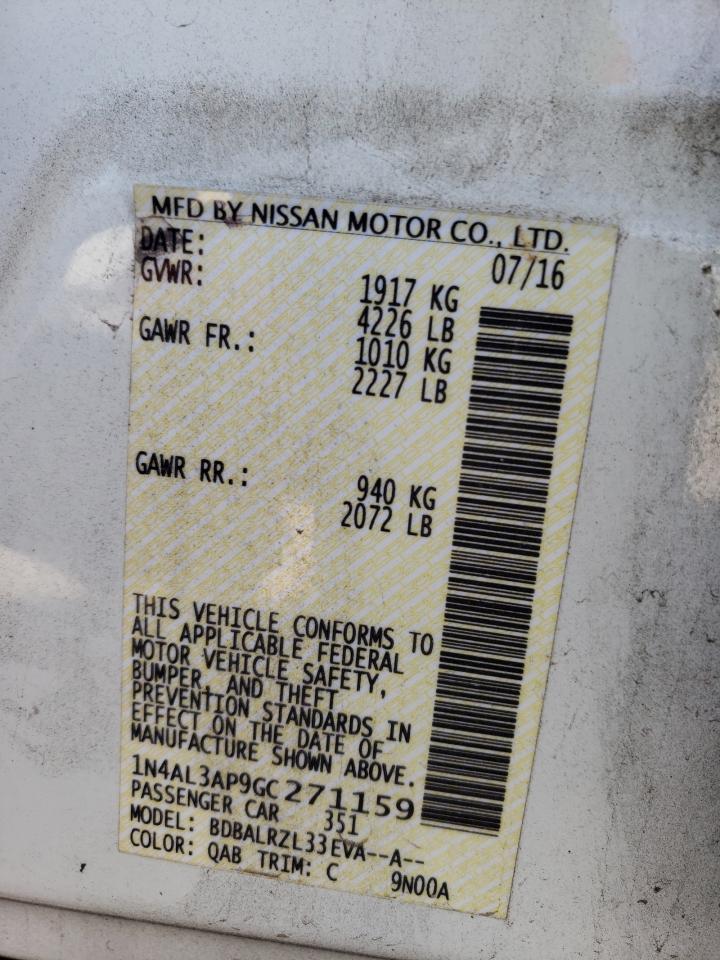 MFD BY NISSAN MOTOR CO., LTD.
DATE: 07/16
GVWR: 1917 KG
4226 LB
GAWR FR.: 1010 KG
2227 LB
GAWR RR.: 940 KG
2072 LB
THIS VEHICLE CONFORMS TO
ALL APPLICABLE FEDERAL
MOTOR VEHICLE SAFETY,
BUMPER, AND THEFT
PREVENTION STANDARDS IN
EFFECT ON THE DATE OF
MANUFACTURE SHOWN ABOVE.
1N4AL3AP9GC271159
PASSENGER CAR 351
MODEL: BDBALRZL33EVA--A--
COLOR: QAB TRIM: C 9N00A